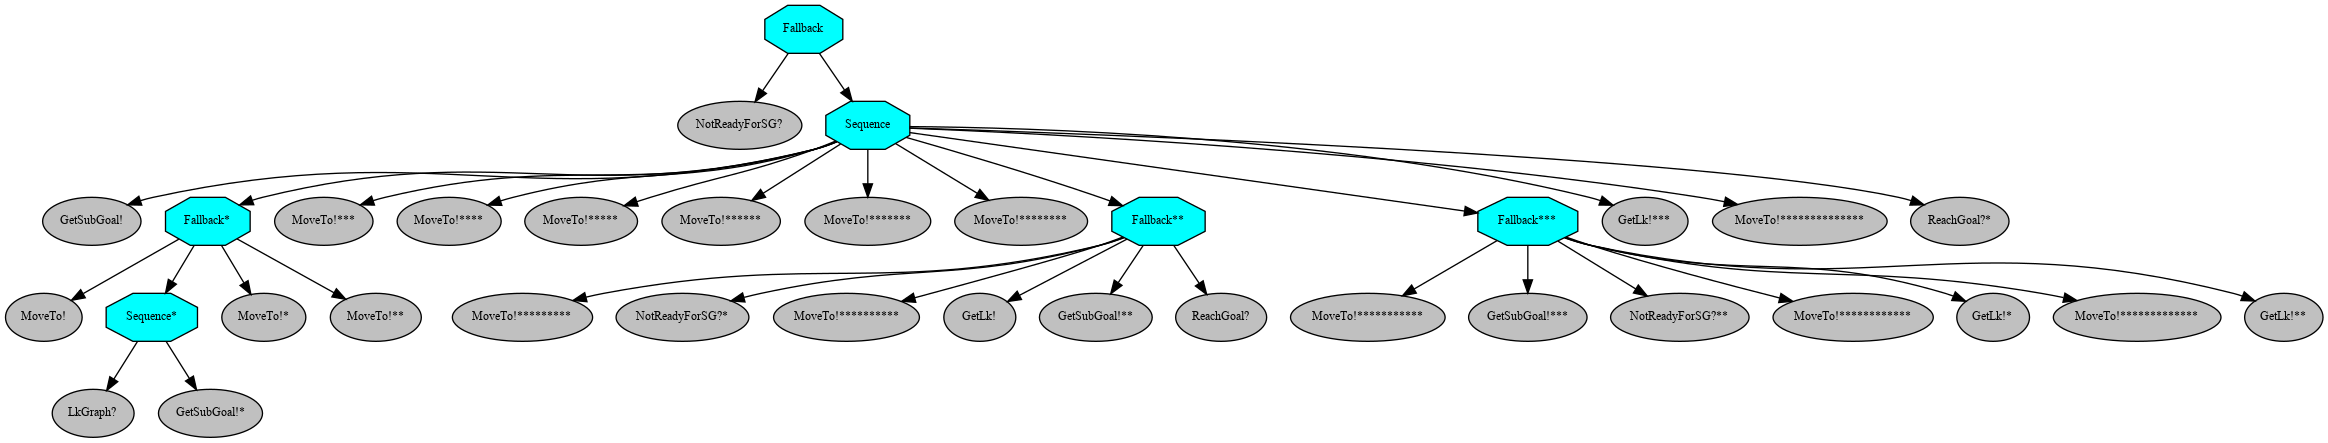 Fallback
NotReadyForSG?
Sequence
GetSubGoal!
Fallback*
MoveTo!***
MoveTo!****
MoveTo!*****
MoveTo!******
MoveTo!*******
MoveTo!********
Fallback**
Fallback***
GetLk!***
MoveTo!**************
ReachGoal?*
MoveTo!
Sequence*
MoveTo!*
MoveTo!**
MoveTo!*********
NotReadyForSG?*
MoveTo!**********
GetLk!
GetSubGoal!**
ReachGoal?
MoveTo!***********
GetSubGoal!***
NotReadyForSG?**
MoveTo!************
GetLk!*
MoveTo!*************
GetLk!**
LkGraph?
GetSubGoal!*